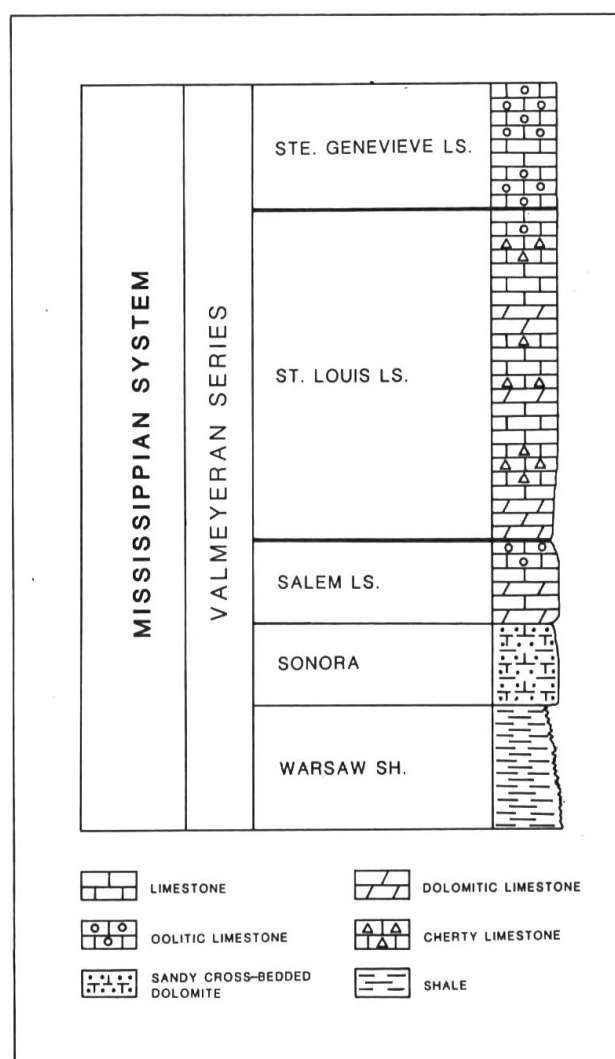 MISSISSIPPIAN SYSTEM
VALMEYERAN SERIES
STE. GENEVIEVE LS.
ST. LOUIS LS.
SALEM LS.
SONORA
WARSAW SH.
LIMESTONE
DOLOMITIC LIMESTONE
OOLITIC LIMESTONE
CHERTY LIMESTONE
SANDY CROSS-BEDDED
DOLOMITE
SHALE